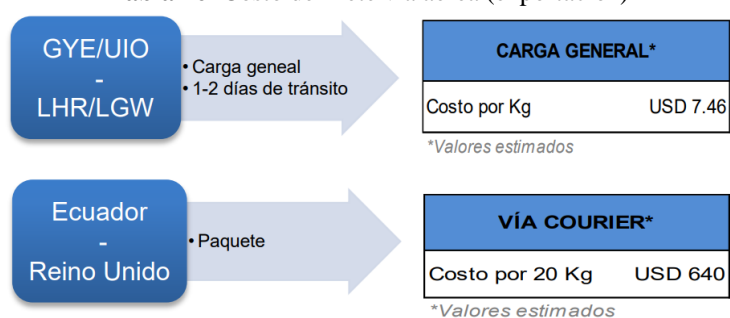 GYE/UIO
-
LHR/LGW
• Carga geneal
• 1-2 días de tránsito
CARGA GENERAL*
Costo por Kg USD 7.46
*Valores estimados
Ecuador
-
Reino Unido
• Paquete
VÍA COURIER*
Costo por 20 Kg USD 640
*Valores estimados